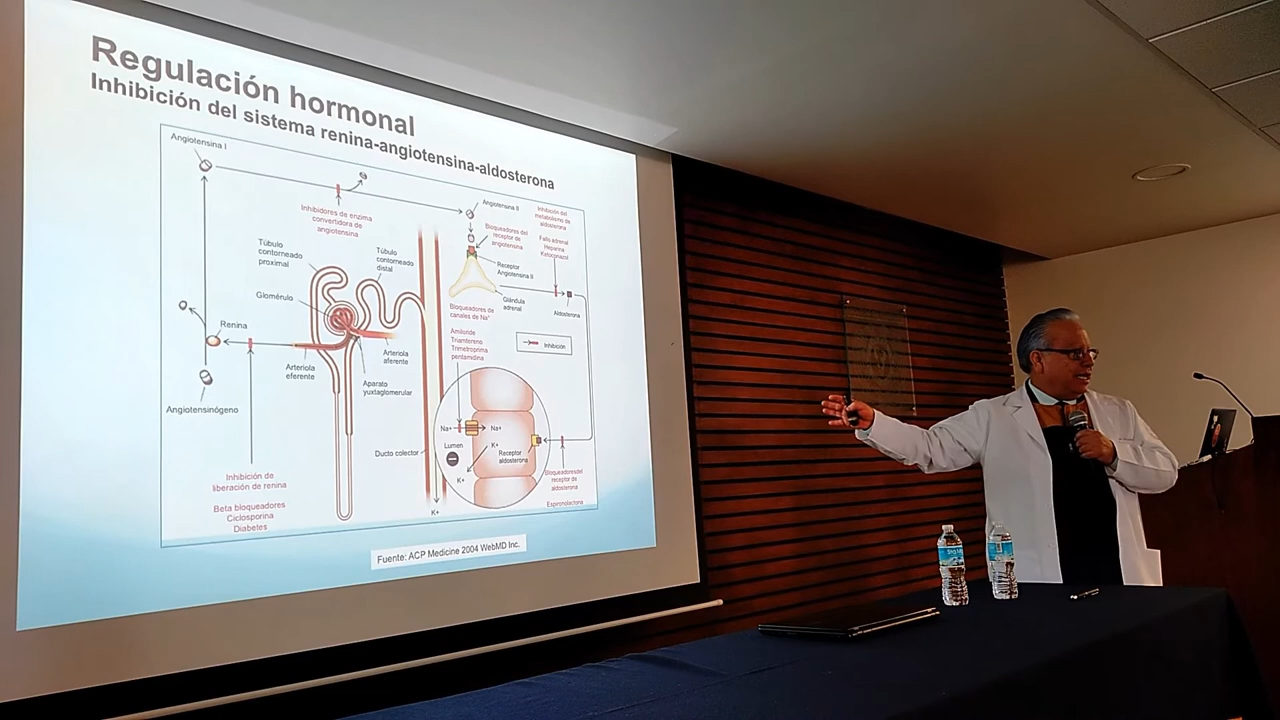 Regulación hormonal
Inhibición del sistema renina-angiotensina-aldosterona
Angiotensina I
Inhibidores de enzima
convertidora de
angiotensina
Angiotensina II
Bloqueadores del
receptor de
angiotensina
Inhibición del
metabolismo de
aldosterona
Fallo adrenal
Heparina
Ketoconazol
Receptor
Angiotensina II
Glándula
adrenal
Aldosterona
Túbulo
contorneado
proximal
Túbulo
contorneado
distal
Glomérulo
Renina
Arteriola
eferente
Arteriola
aferente
Aparato
yuxtaglomerular
Angiotensinógeno
Bloqueadores de
canales de Na+
Amiloride
Triamtereno
Trimetroprima
pentamidina
Inhibición
Na+
Na+
Lumen
K+
K+
Receptor
aldosterona
Ducto colector
K+
Bloqueadoresdel
receptor de
aldosterona
Espironolactona
Inhibición de
liberación de renina
Beta bloqueadores
Ciclosporina
Diabetes
Fuente: ACP Medicine 2004 WebMD Inc.